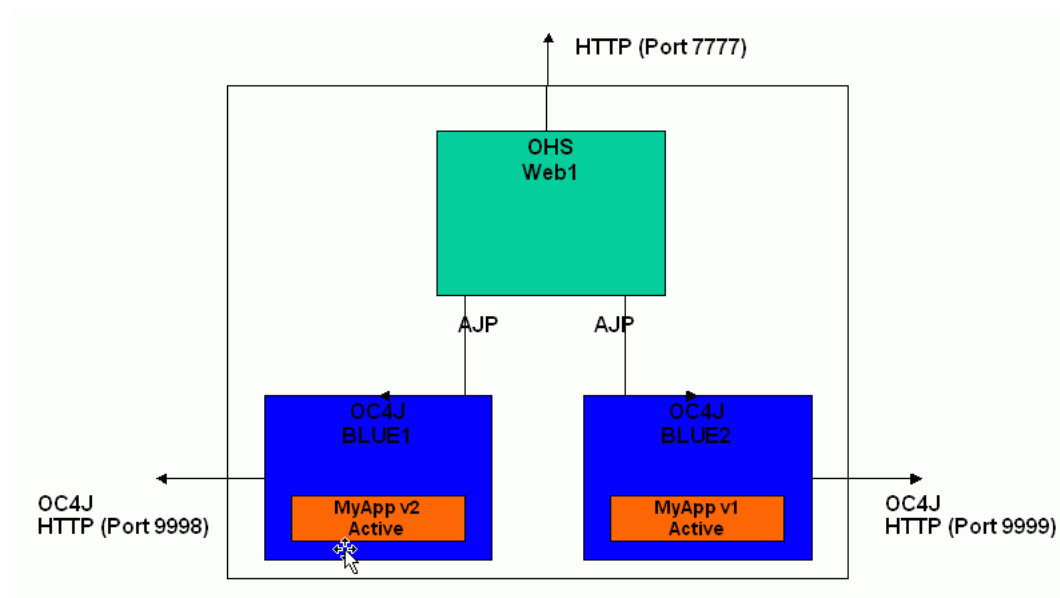 HTTP (Port 7777)
OHS
Web1
AJP
AJP
OC4J
BLUE1
OC4J
BLUE2
OC4J
HTTP (Port 9998)
MyApp v2
Active
MyApp v1
Active
OC4J
HTTP (Port 9999)